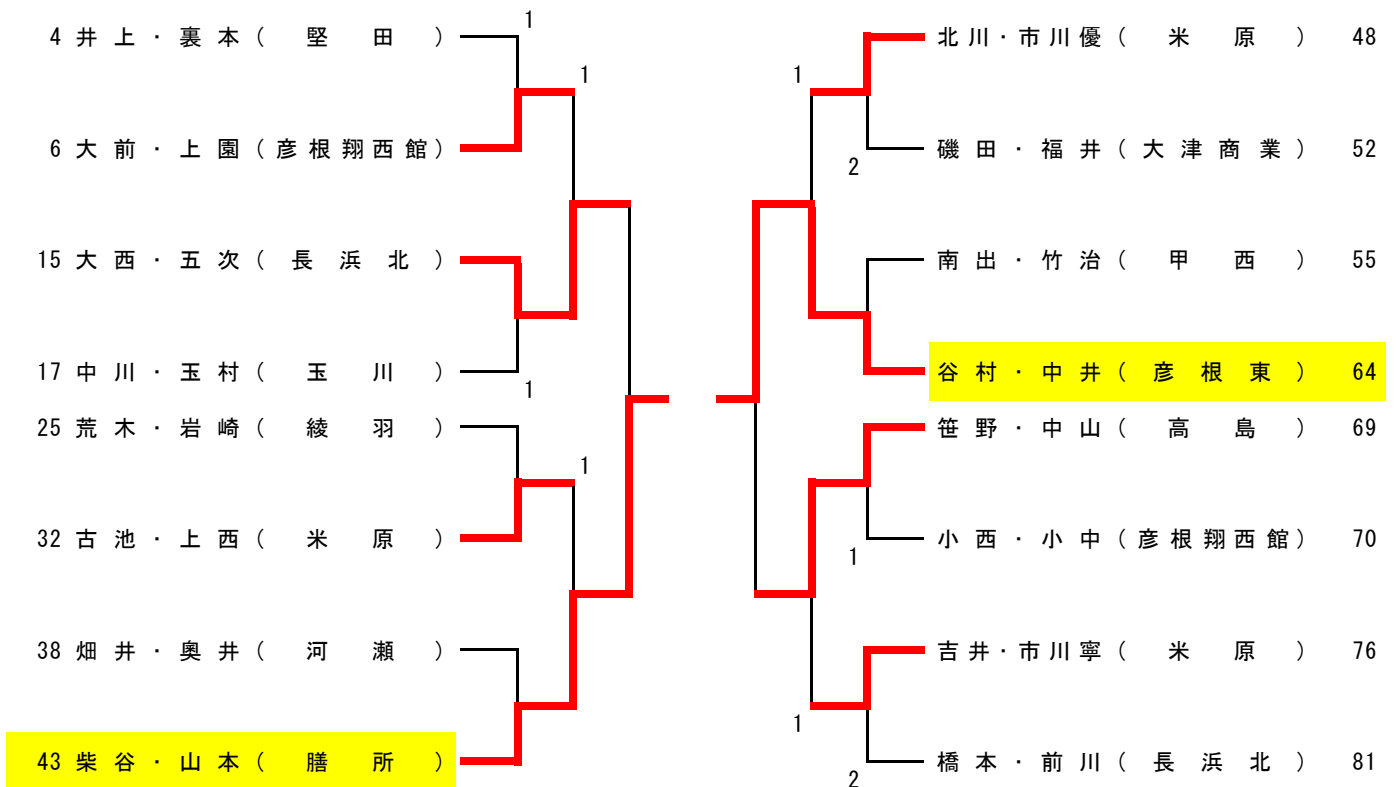 1
4 井上・裏本(堅田)
1
6 大前・上園(彦根翔西館)
15 大西・五次(長浜北)
17 中川・玉村(玉川)
1
25 荒木・岩崎(綾羽)
1
32 古池・上西(米原)
38 畑井・奥井(河瀬)
43 柴谷・山本(膳所)
北川・市川優(米原) 48
1
磯田・福井(大津商業) 52
2
南出・竹治(甲西) 55
谷村・中井(彦根東) 64
笹野・中山(高島) 69
小西・小中(彦根翔西館) 70
1
吉井・市川寧(米原) 76
1
橋本・前川(長浜北) 81
2